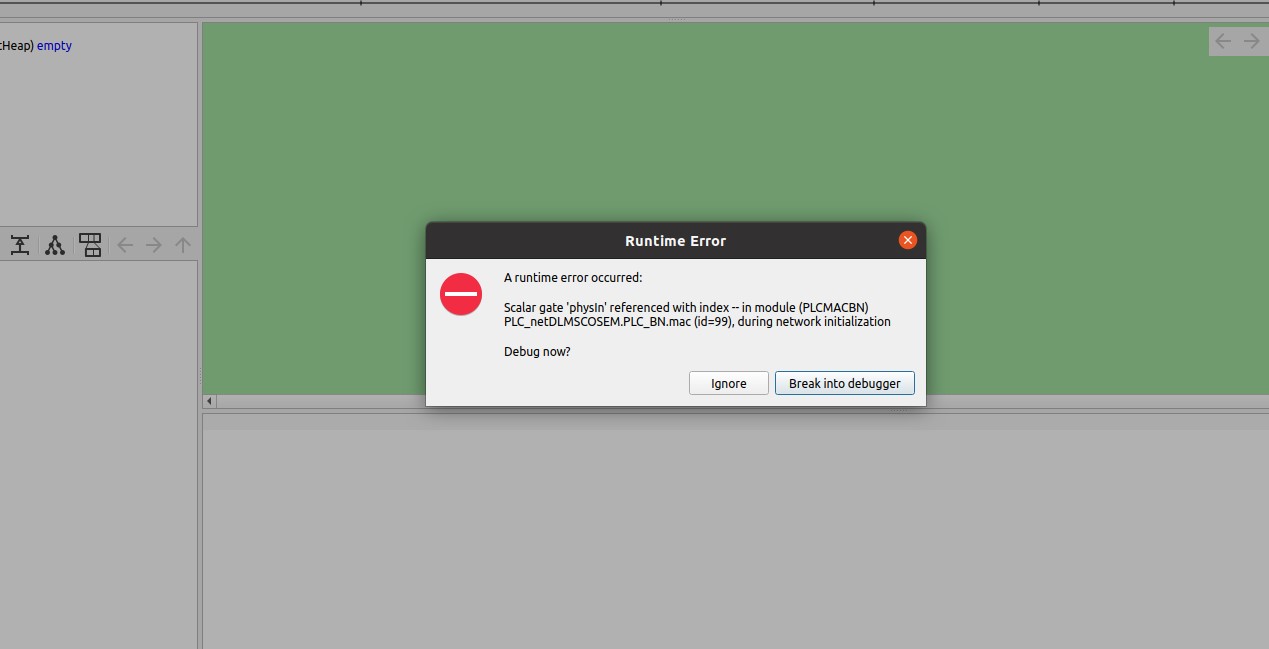 :Heap) empty
Runtime Error
A runtime error occurred:
Scalar gate 'physIn' referenced with index -- in module (PLCMACBN)
PLC_netDLMSCOSEM.PLC_BN.mac (id=99), during network initialization
Debug now?
Ignore
Break into debugger